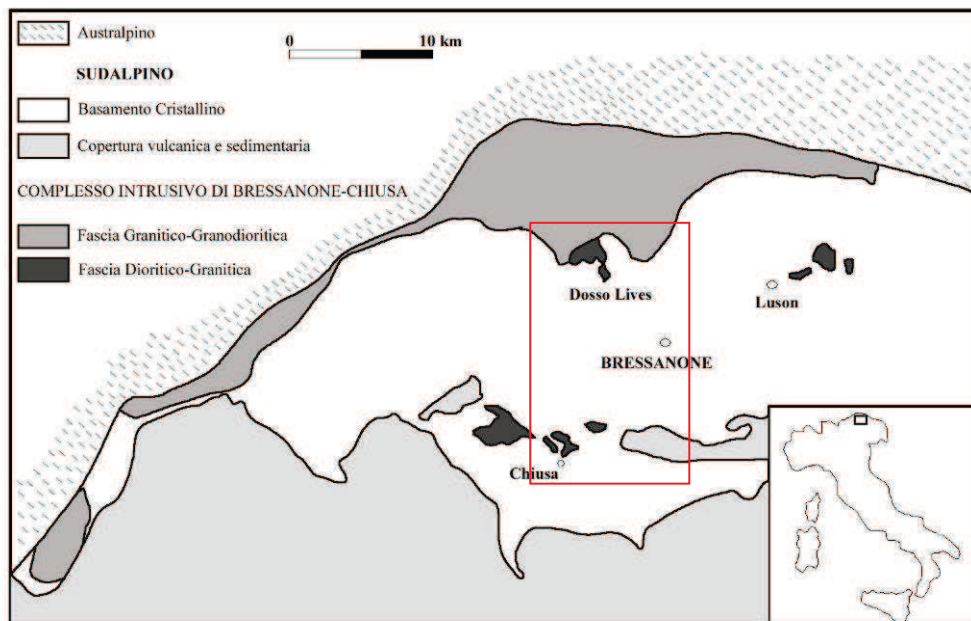 Australpino
SUDALPINO
Basamento Cristallino
Copertura vulcanica e sedimentaria
COMPLESSO INTRUSIVO DI BRESSANONE-CHIUSA
Fascia Granitico-Granodioritica
Fascia Dioritico-Granitica
0 10 km
Dosso Lives
Luson
BRESSANONE
Chiusa